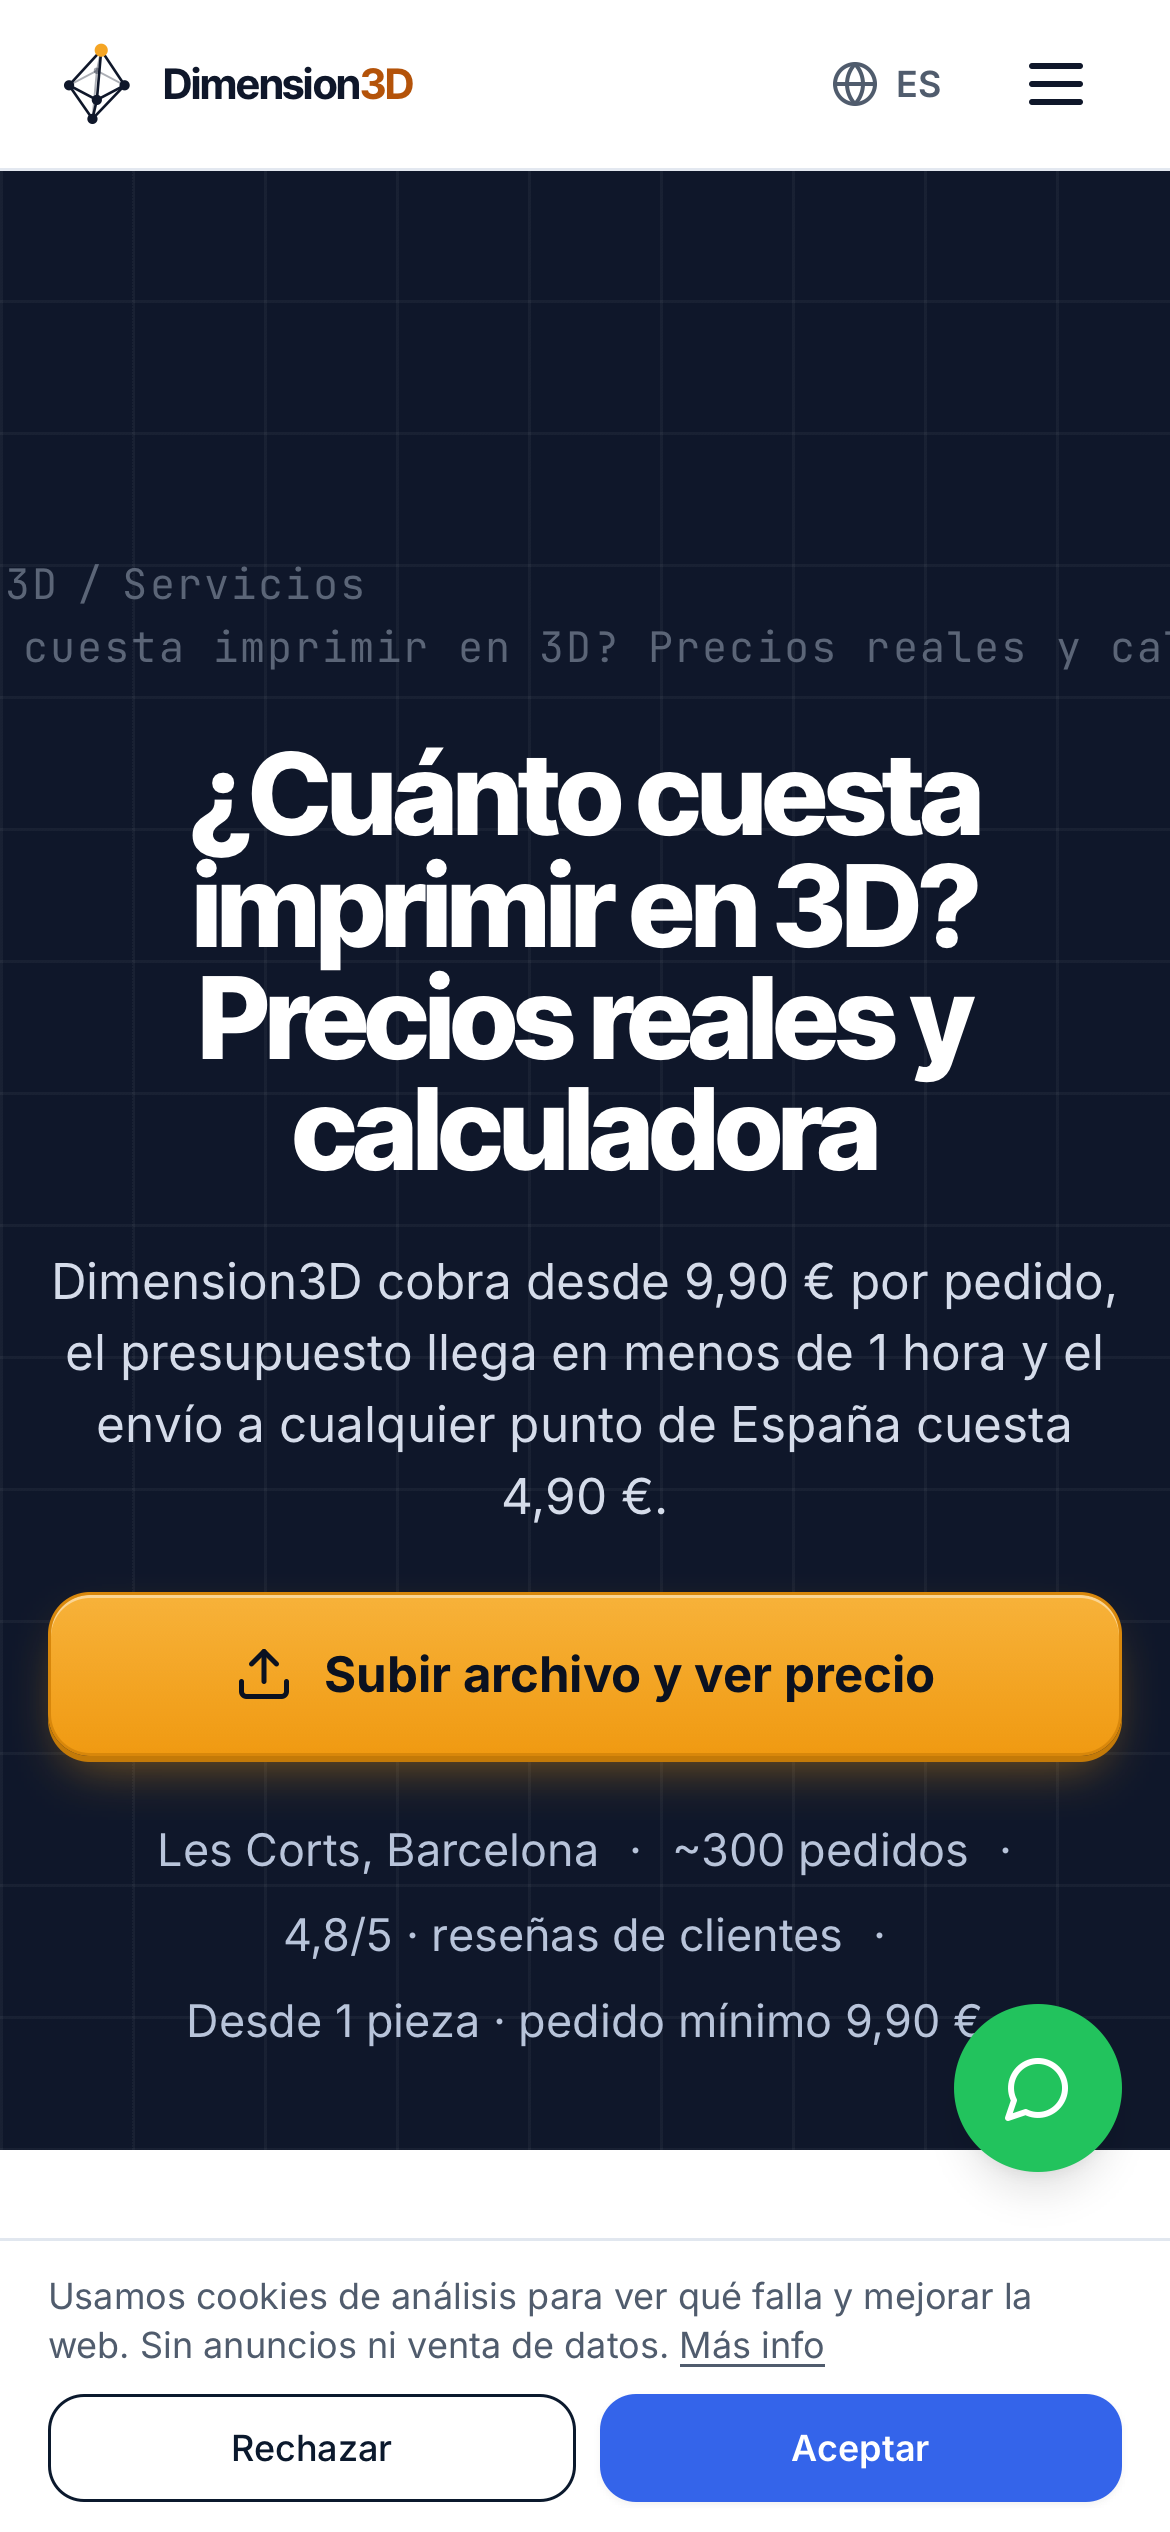 Dimension3D
ES
3D / Servicios
cuesta imprimir en 3D? Precios reales y ca
¿Cuánto cuesta
imprimir en 3D?
Precios reales y
calculadora
Dimension3D cobra desde 9,90 € por pedido,
el presupuesto llega en menos de 1 hora y el
envío a cualquier punto de España cuesta
4,90 €.
Subir archivo y ver precio
Les Corts, Barcelona · ~300 pedidos ·
4,8/5 · reseñas de clientes ·
Desde 1 pieza · pedido mínimo 9,90 €
Usamos cookies de análisis para ver qué falla y mejorar la
web. Sin anuncios ni venta de datos. Más info
Rechazar
Aceptar